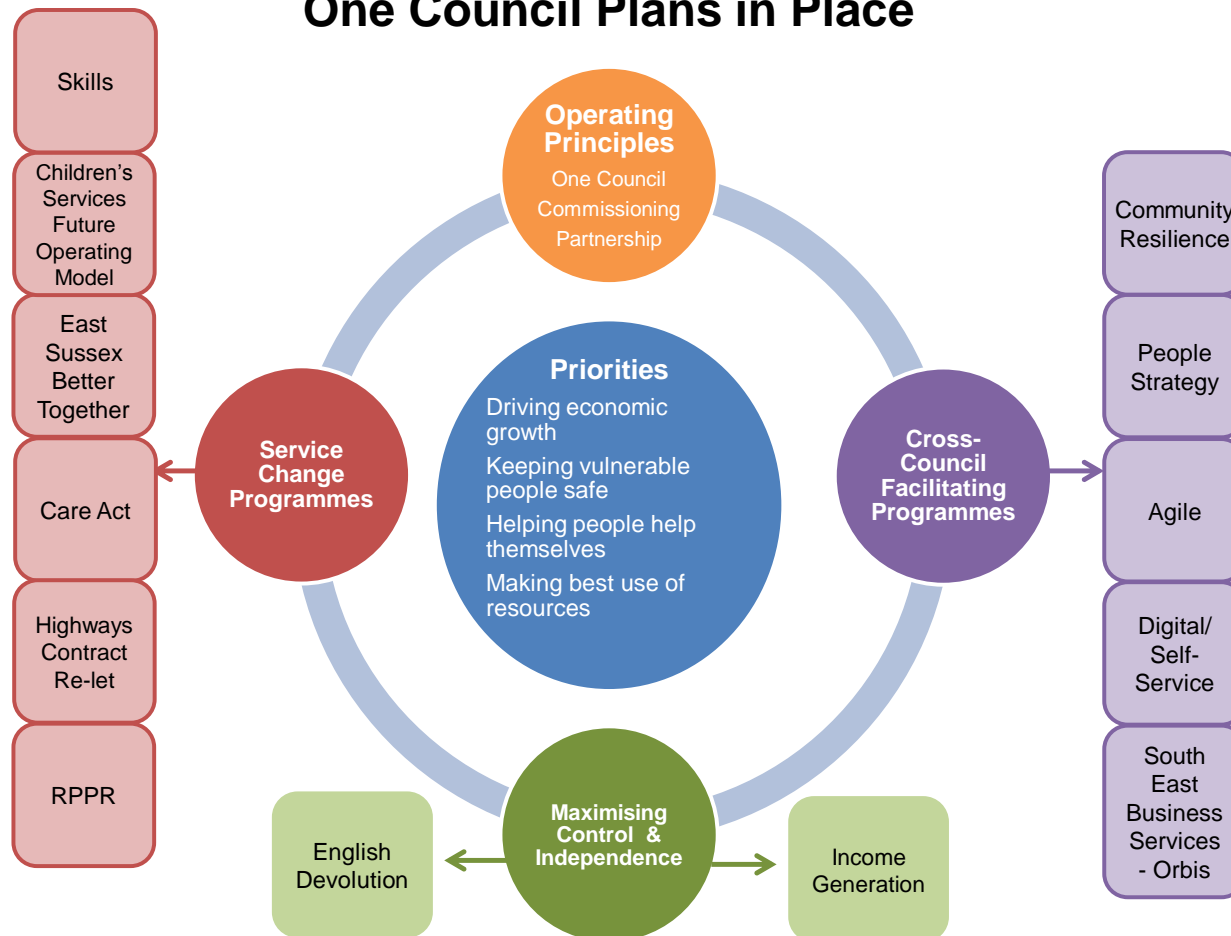 One Council Plans in Place
Skills
Children's
Services
Future
Operating
Model
East
Sussex
Better
Together
Care Act
Highways
Contract
Re-let
RPPR
Operating
Principles
One Council
Commissioning
Partnership
Service
Change
Programmes
Priorities
Driving economic
growth
Keeping vulnerable
people safe
Helping people help
themselves
Making best use of
resources
Cross-
Council
Facilitating
Programmes
Maximising
Control &
Independence
English
Devolution
Income
Generation
Community
Resilience
People
Strategy
Agile
Digital/
Self-
Service
South
East
Business
Services
- Orbis